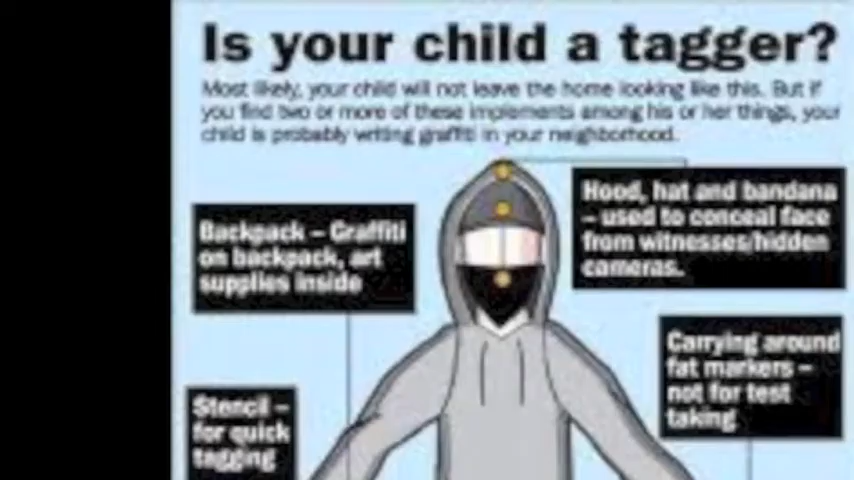 Is your child a tagger?
Most likely, your child will not leave the home looking like this. But if
you find two or more of these implements among his or her things, your
child is probably writing graffiti in your neighborhood.
Hood, hat and bandana
– used to conceal face
from witnesses/hidden
cameras.
Backpack – Graffiti
on backpack, art
supplies inside
Carrying around
fat markers –
not for test
taking
Stencil –
for quick
tagging